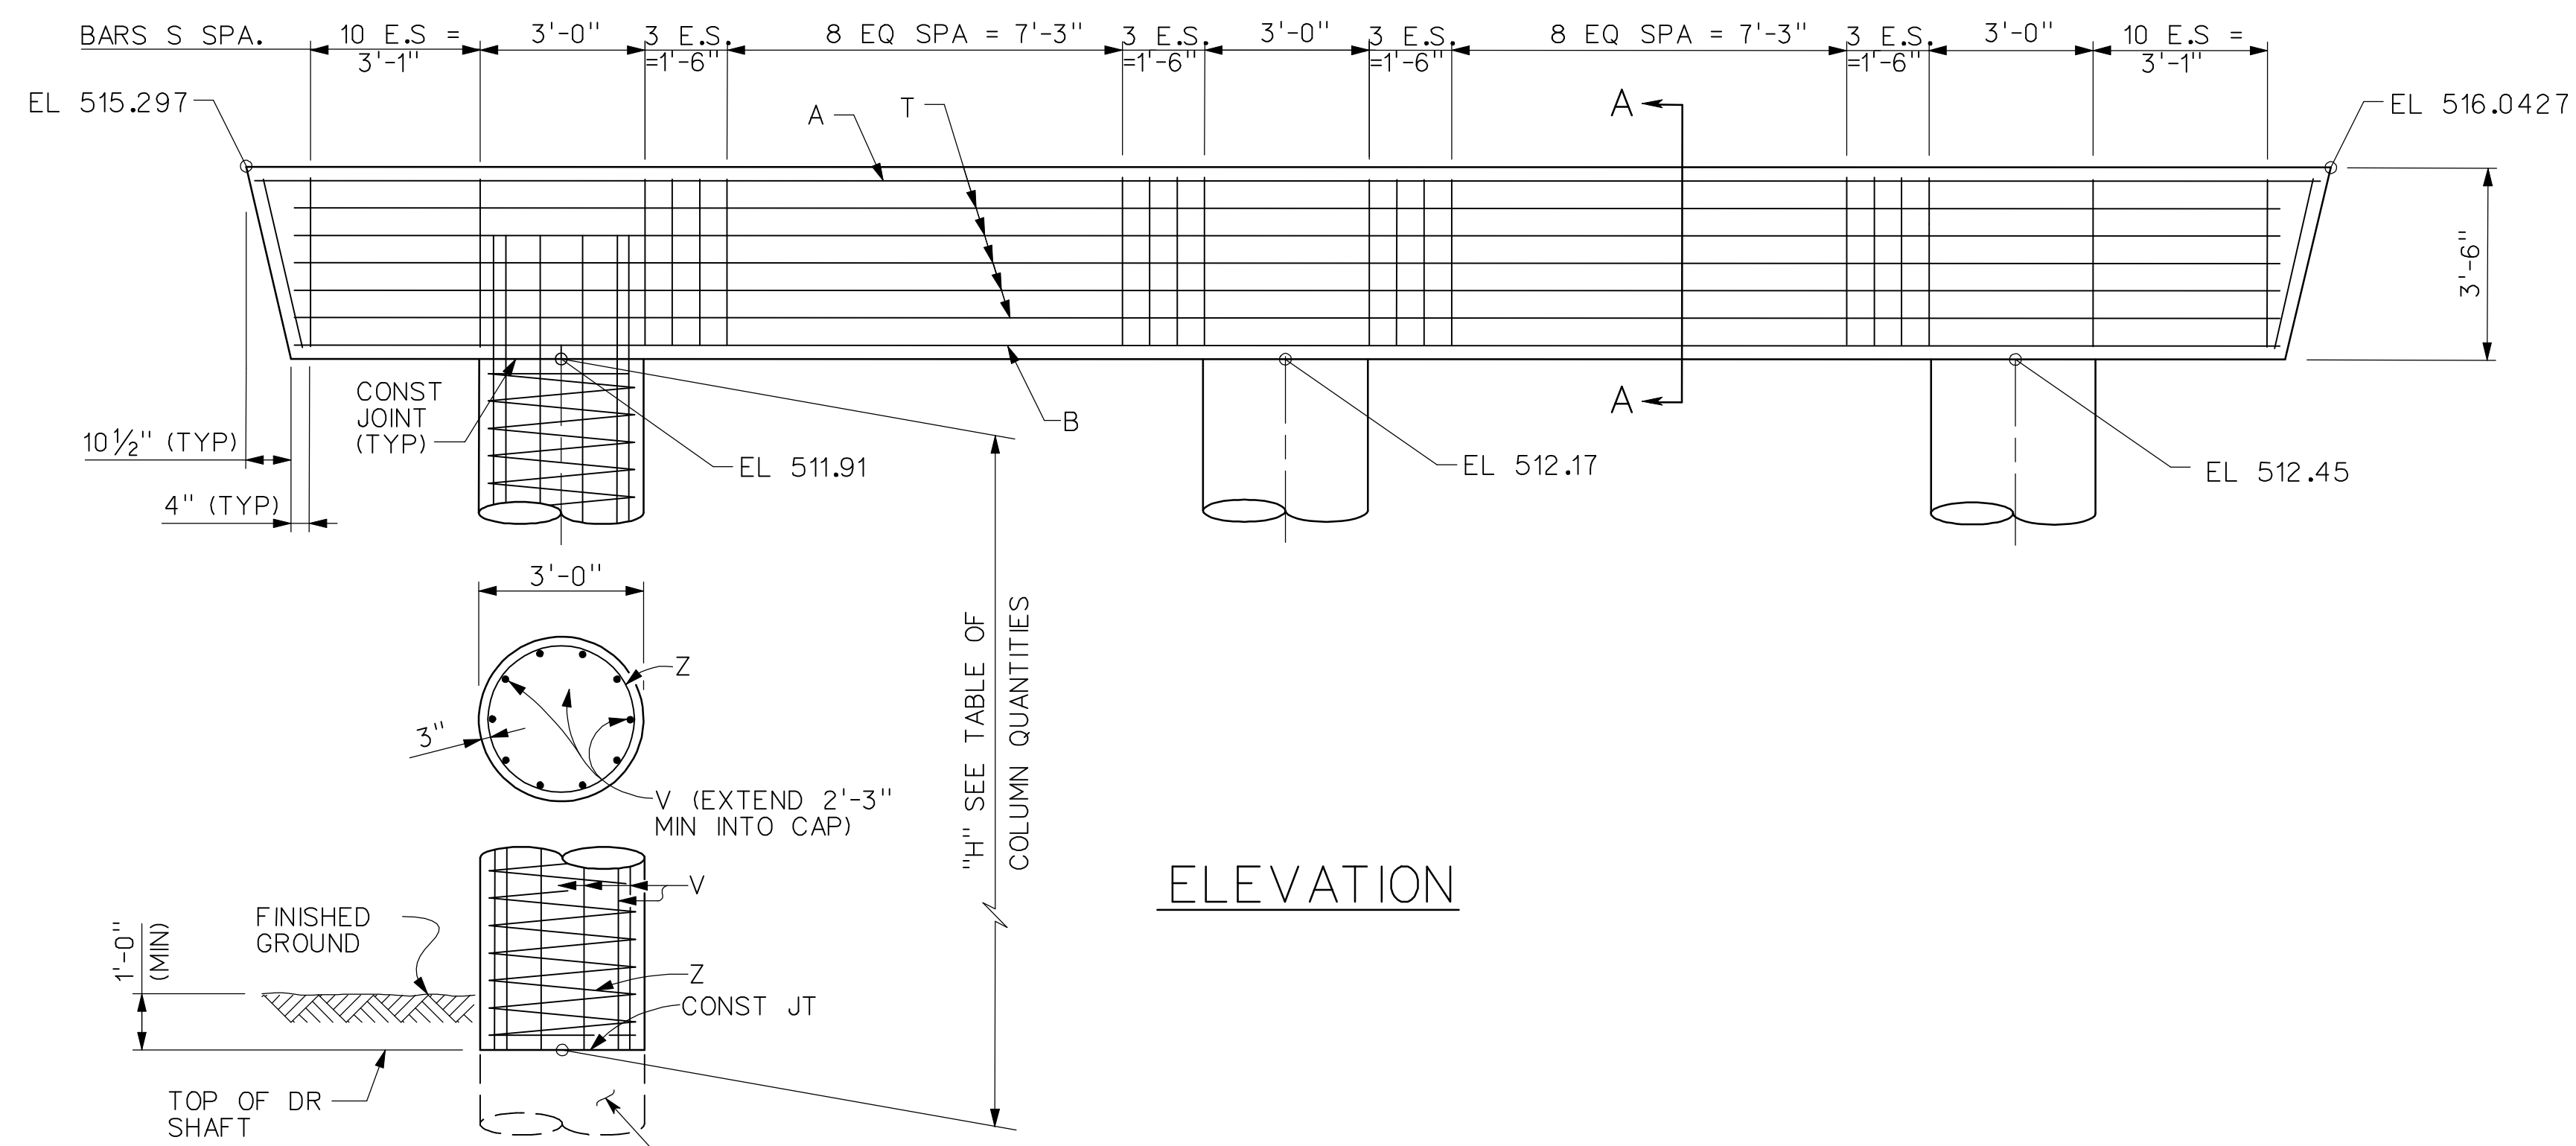 BARS S SPA.
10 E.S =
3'-1"
3'-0"
3 E.S.
=1'-6"
8 EQ SPA = 7'-3"
3 E.S.
=1'-6"
3'-0"
3 E.S.
=1'-6"
8 EQ SPA = 7'-3"
3 E.S.
=1'-6"
3'-0"
10 E.S =
3'-1"
EL 515.297
A
T
A
EL 516.0427
3'-6"
CONST
JOINT
(TYP)
10½" (TYP)
4" (TYP)
EL 511.91
B
A
EL 512.17
EL 512.45
3'-0"
Z
3"
V (EXTEND 2'-3"
MIN INTO CAP)
"H" SEE TABLE OF
COLUMN QUANTITIES
ELEVATION
V
FINISHED
GROUND
1'-0"
(MIN)
Z
CONST JT
TOP OF DR
SHAFT